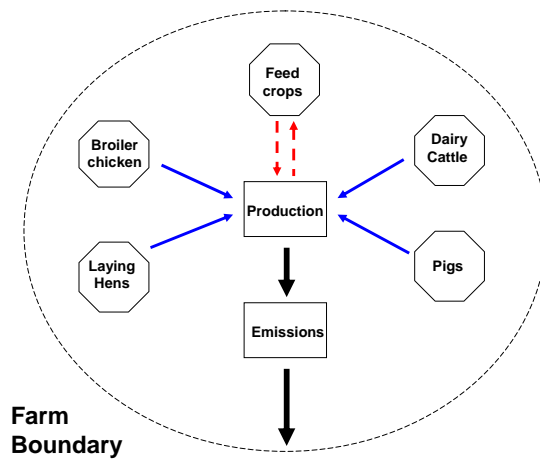 Feed
crops
Broiler
chicken
Dairy
Cattle
Production
Laying
Hens
Pigs
Emissions
Farm
Boundary